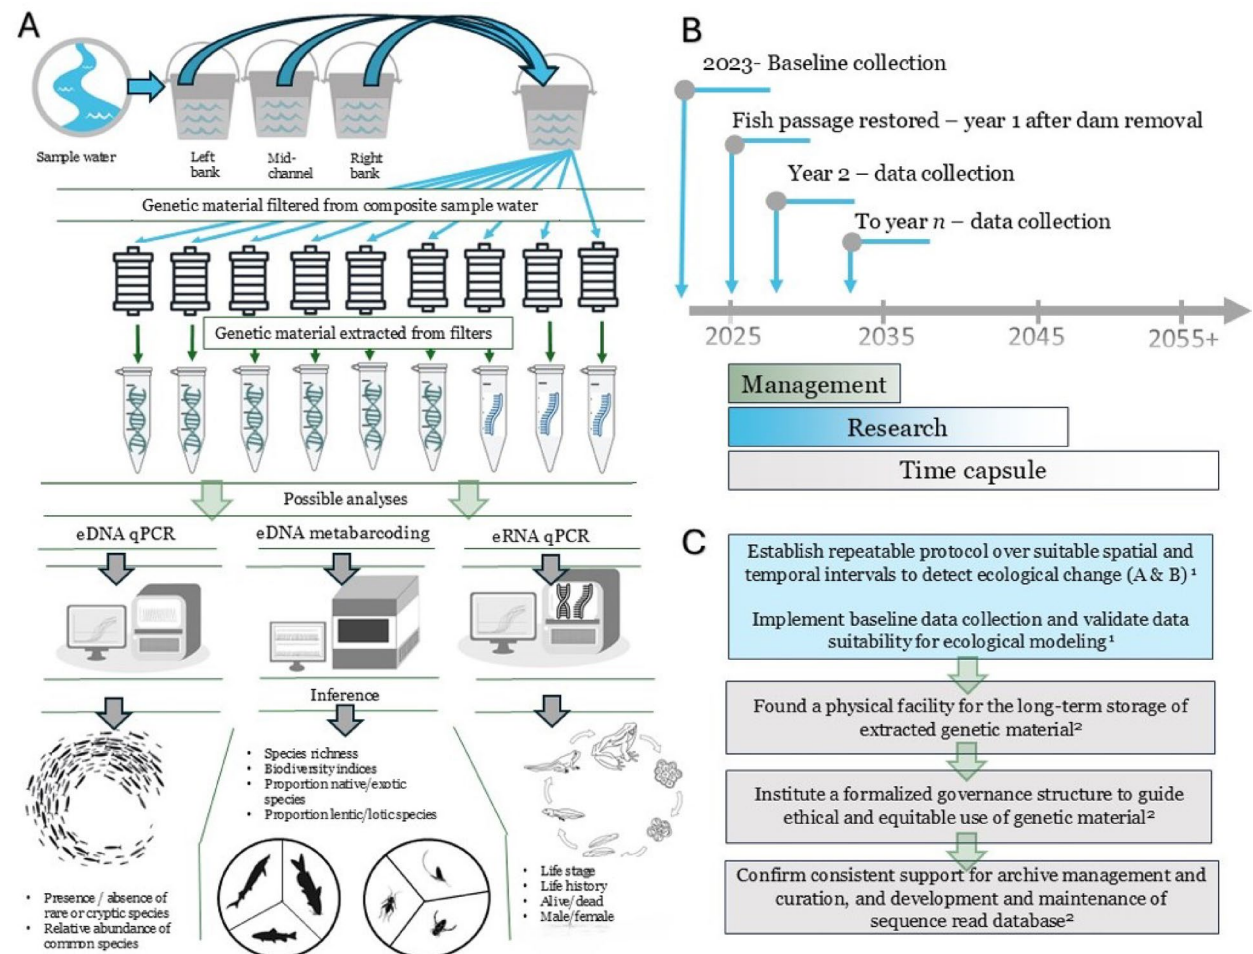 A
Sample water
Left
bank
Mid-
channel
Right
bank
Genetic material filtered from composite sample water
Genetic material extracted from filters
Possible analyses
eDNA qPCR
eDNA metabarcoding
eRNA qPCR
Inference
• Presence / absence of
rare or cryptic species
• Relative abundance of
common species
• Species richness
• Biodiversity indices
• Proportion native/exotic
species
• Proportion lentic/lotic species
• Life stage
• Life history
• Alive/dead
• Male/female
B
2023- Baseline collection
Fish passage restored – year 1 after dam removal
Year 2 – data collection
To year n – data collection
2025
2035
2045
2055+
Management
Research
Time capsule
C
Establish repeatable protocol over suitable spatial and
temporal intervals to detect ecological change (A & B)¹
Implement baseline data collection and validate data
suitability for ecological modeling¹
Found a physical facility for the long-term storage of
extracted genetic material²
Institute a formalized governance structure to guide
ethical and equitable use of genetic material²
Confirm consistent support for archive management and
curation, and development and maintenance of
sequence read database²